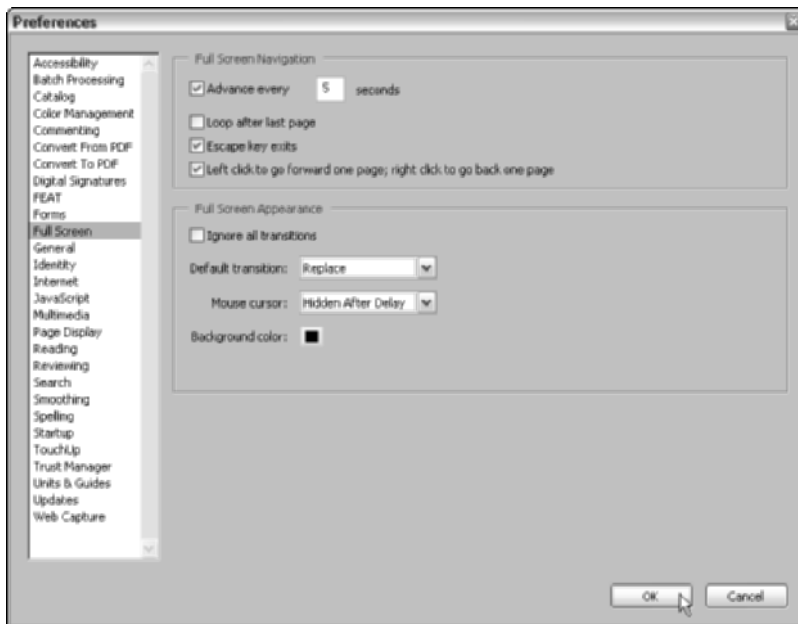 Preferences
Accessibility
Batch Processing
Catalog
Color Management
Commenting
Convert From PDF
Convert To PDF
Digital Signatures
FEAT
Forms
Full Screen
General
Identity
Internet
JavaScript
Multimedia
Page Display
Reading
Reviewing
Search
Smoothing
Spelling
Startup
TouchUp
Trust Manager
Units & Guides
Updates
Web Capture
Full Screen Navigation
Advance every 5 seconds
Loop after last page
Escape key exits
Left click to go forward one page; right click to go back one page
Full Screen Appearance
Ignore all transitions
Default transition: Replace
Mouse cursor: Hidden After Delay
Background color:
OK Cancel